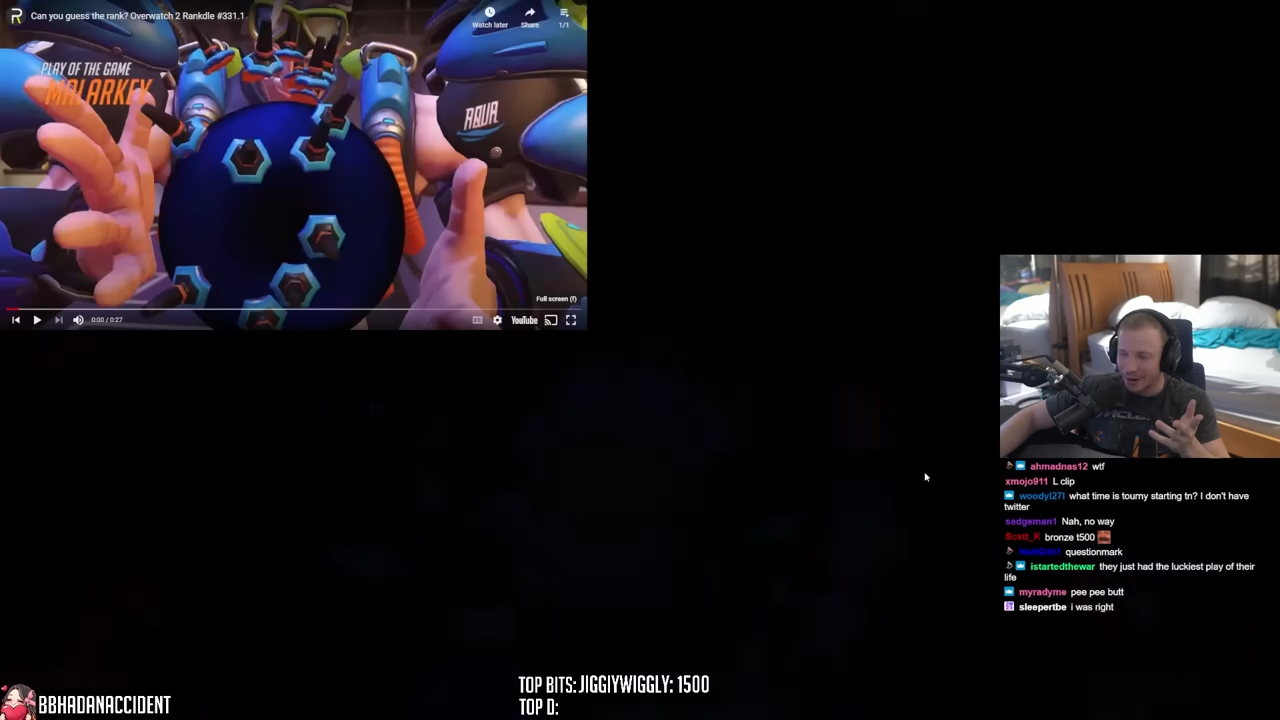 Can you guess the rank? Overwatch 2 Rankdle #331.1
Watch later
Share
1/1
PLAY OF THE GAME
MALARKEY
AQUA
Full screen (f)
0:00 / 0:27
YouTube
ahmadnas12 wtf
xmojo911 L clip
woodyl27l what time is tourny starting tn? I don't have
twitter
sadgeman1 Nah, no way
Scstt_K bronze t500
questionmark
istartedthewar they just had the luckiest play of their
life
myradyme pee pee butt
sleepertbe i was right
BBHADANACCIDENT
TOP BITS: JIGGIYWIGGLY: 1500
TOP D: